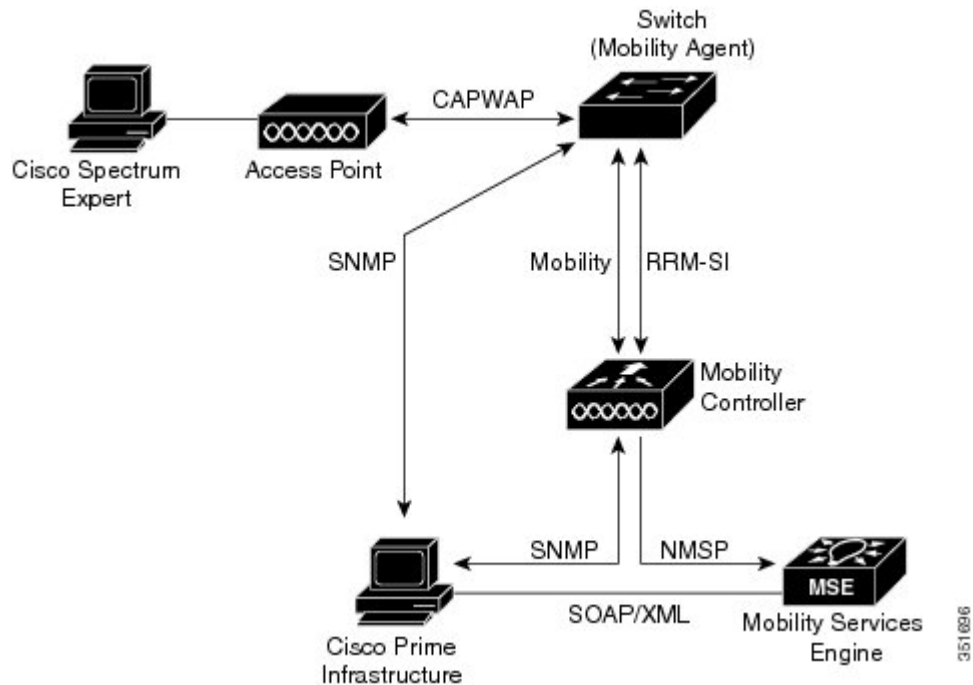 Switch
(Mobility Agent)
CAPWAP
Cisco Spectrum
Expert
Access Point
SNMP
Mobility
RRM-SI
Mobility
Controller
SNMP
NMSP
MSE
SOAP/XML
Cisco Prime
Infrastructure
Mobility Services
Engine
351696